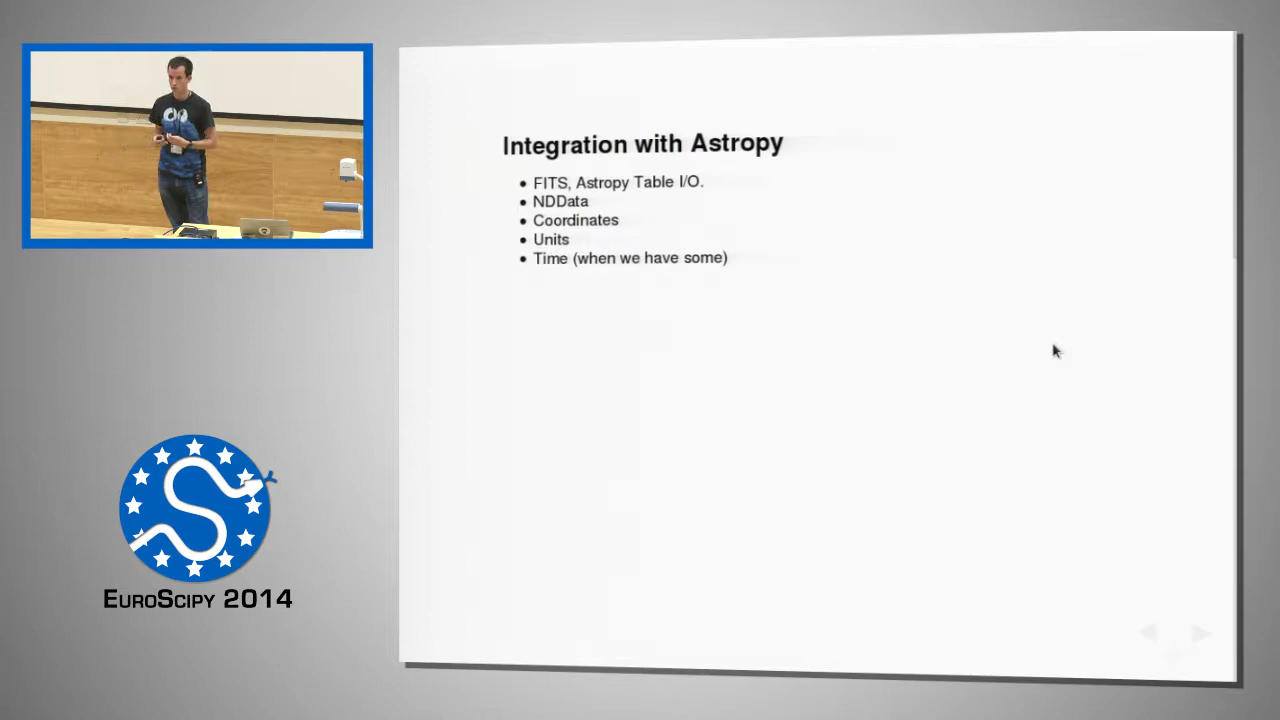 Integration with Astropy
FITS, Astropy Table I/O.
NDData
Coordinates
Units
Time (when we have some)
EUROSCIPY 2014